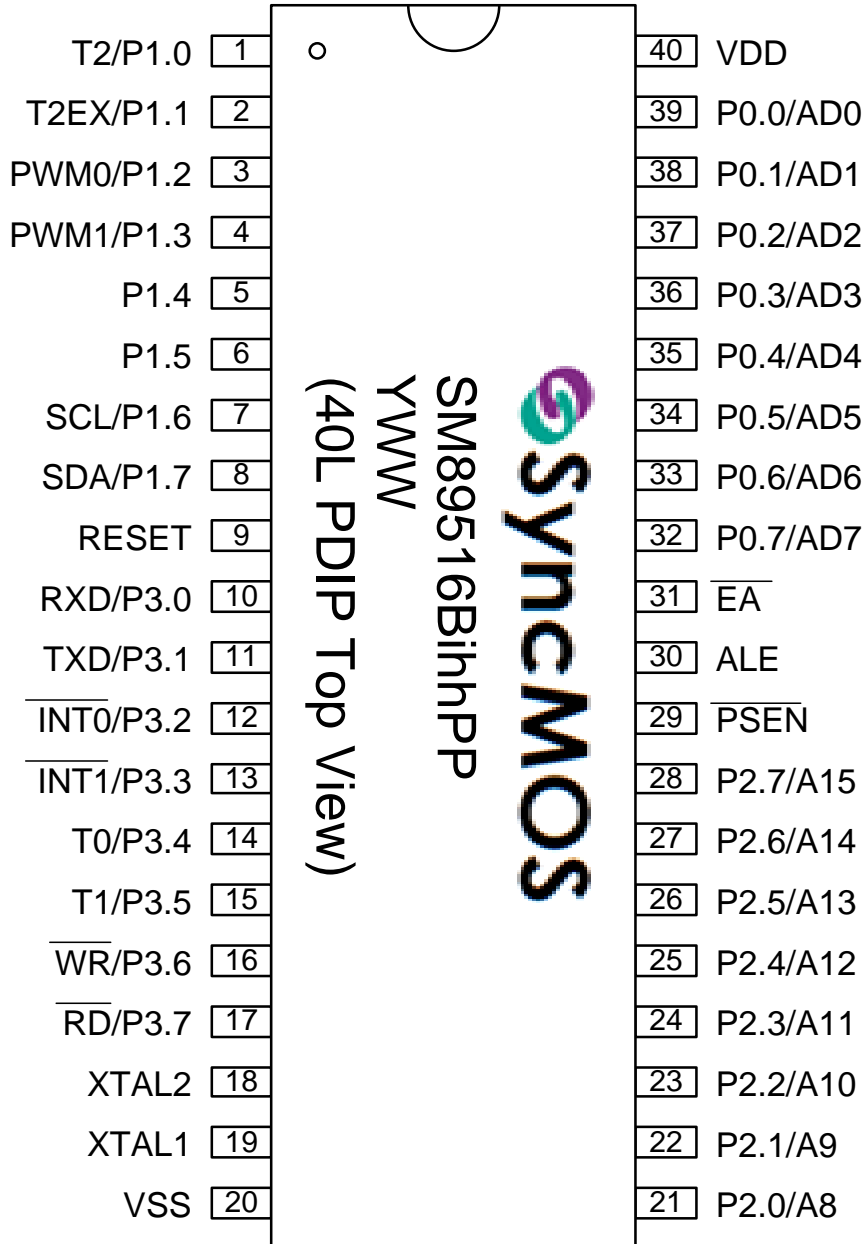 T2/P1.0 1 40 VDD
T2EX/P1.1 2 39 P0.0/AD0
PWM0/P1.2 3 38 P0.1/AD1
PWM1/P1.3 4 37 P0.2/AD2
P1.4 5 36 P0.3/AD3
P1.5 6 35 P0.4/AD4
SCL/P1.6 7 34 P0.5/AD5
SDA/P1.7 8 33 P0.6/AD6
RESET 9 32 P0.7/AD7
RXD/P3.0 10 31 E̅A̅
TXD/P3.1 11 30 ALE
I̅N̅T̅0̅/P3.2 12 29 P̅S̅E̅N̅
I̅N̅T̅1̅/P3.3 13 28 P2.7/A15
T0/P3.4 14 27 P2.6/A14
T1/P3.5 15 26 P2.5/A13
W̅R̅/P3.6 16 25 P2.4/A12
R̅D̅/P3.7 17 24 P2.3/A11
XTAL2 18 23 P2.2/A10
XTAL1 19 22 P2.1/A9
VSS 20 21 P2.0/A8
SyncMOS
SM89516BihhPP
YWW
(40L PDIP Top View)